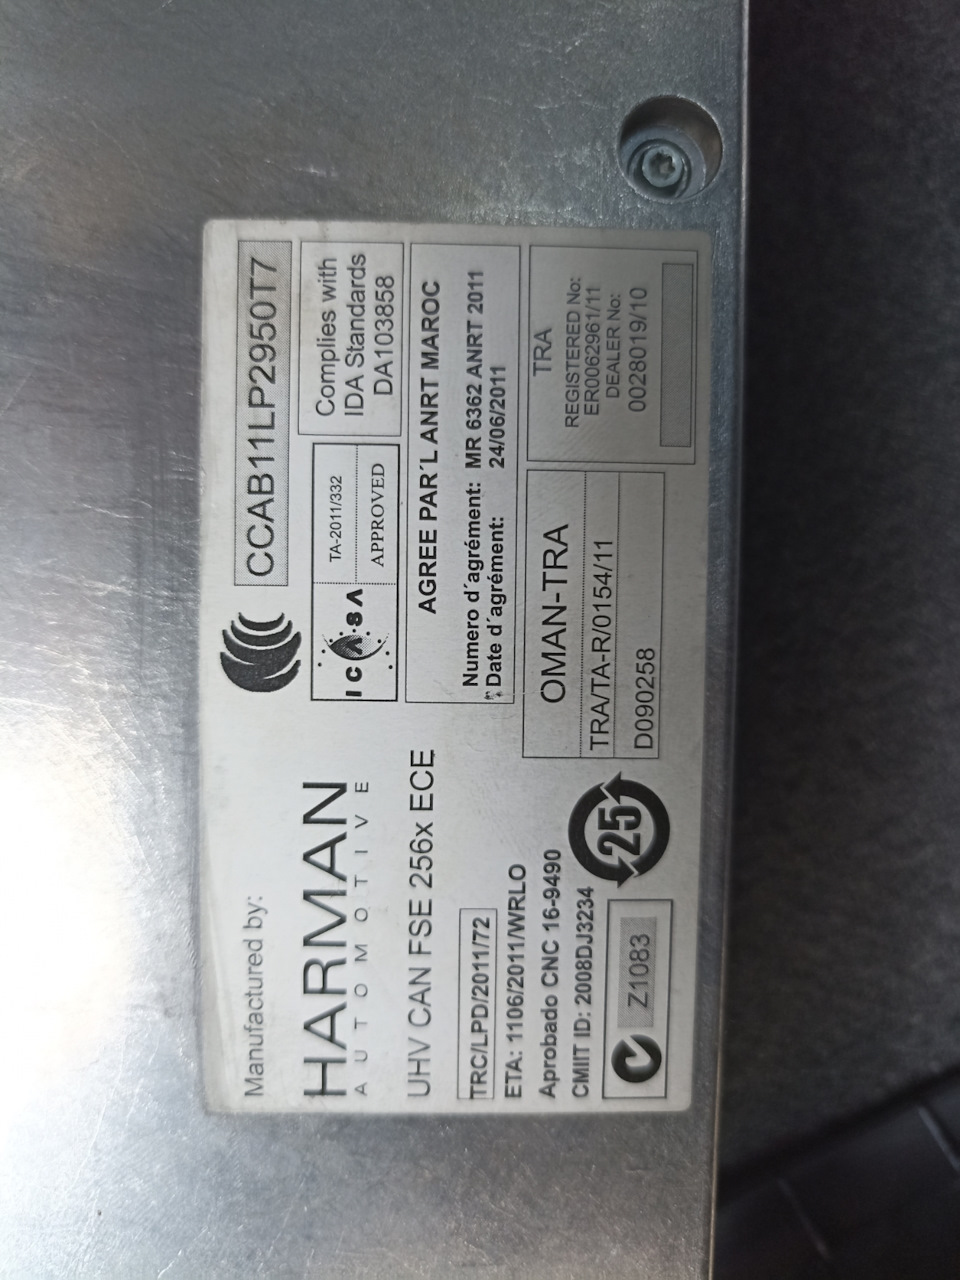 Manufactured by:
HARMAN
AUTOMOTIVE
UHV CAN FSE 256x ECE
TRC/LPD/2011/72
ETA: 1106/2011/WRLO
Aprobado CNC 16-9490
CMIIT ID: 2008DJ3234
Z1083
25
CCAB11LP2950T7
ICASA
TA-2011/332
APPROVED
Complies with
IDA Standards
DA103858
AGREE PAR´L ANRT MAROC
Numero d´agrément: MR 6362 ANRT 2011
Date d´agrément: 24/06/2011
OMAN-TRA
TRA/TA-R/0154/11
D090258
TRA
REGISTERED No:
ER0062961/11
DEALER No:
0028019/10